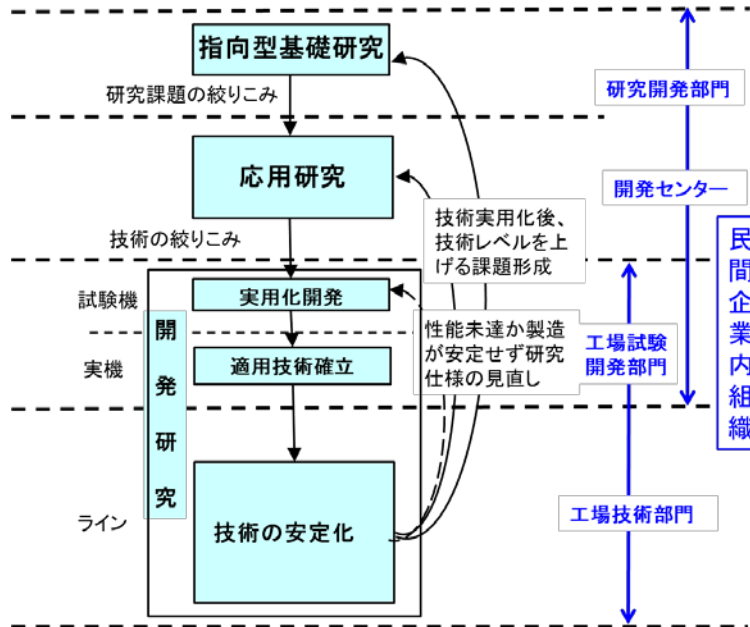 指向型基礎研究
研究課題の絞りこみ
研究開発部門
応用研究
開発センター
技術の絞りこみ
技術実用化後、
技術レベルを上
げる課題形成
民間企業内組織
試験機
実用化開発
開発研究
性能未達か製造
が安定せず研究
仕様の見直し
工場試験
開発部門
実機
適用技術確立
ライン
技術の安定化
工場技術部門